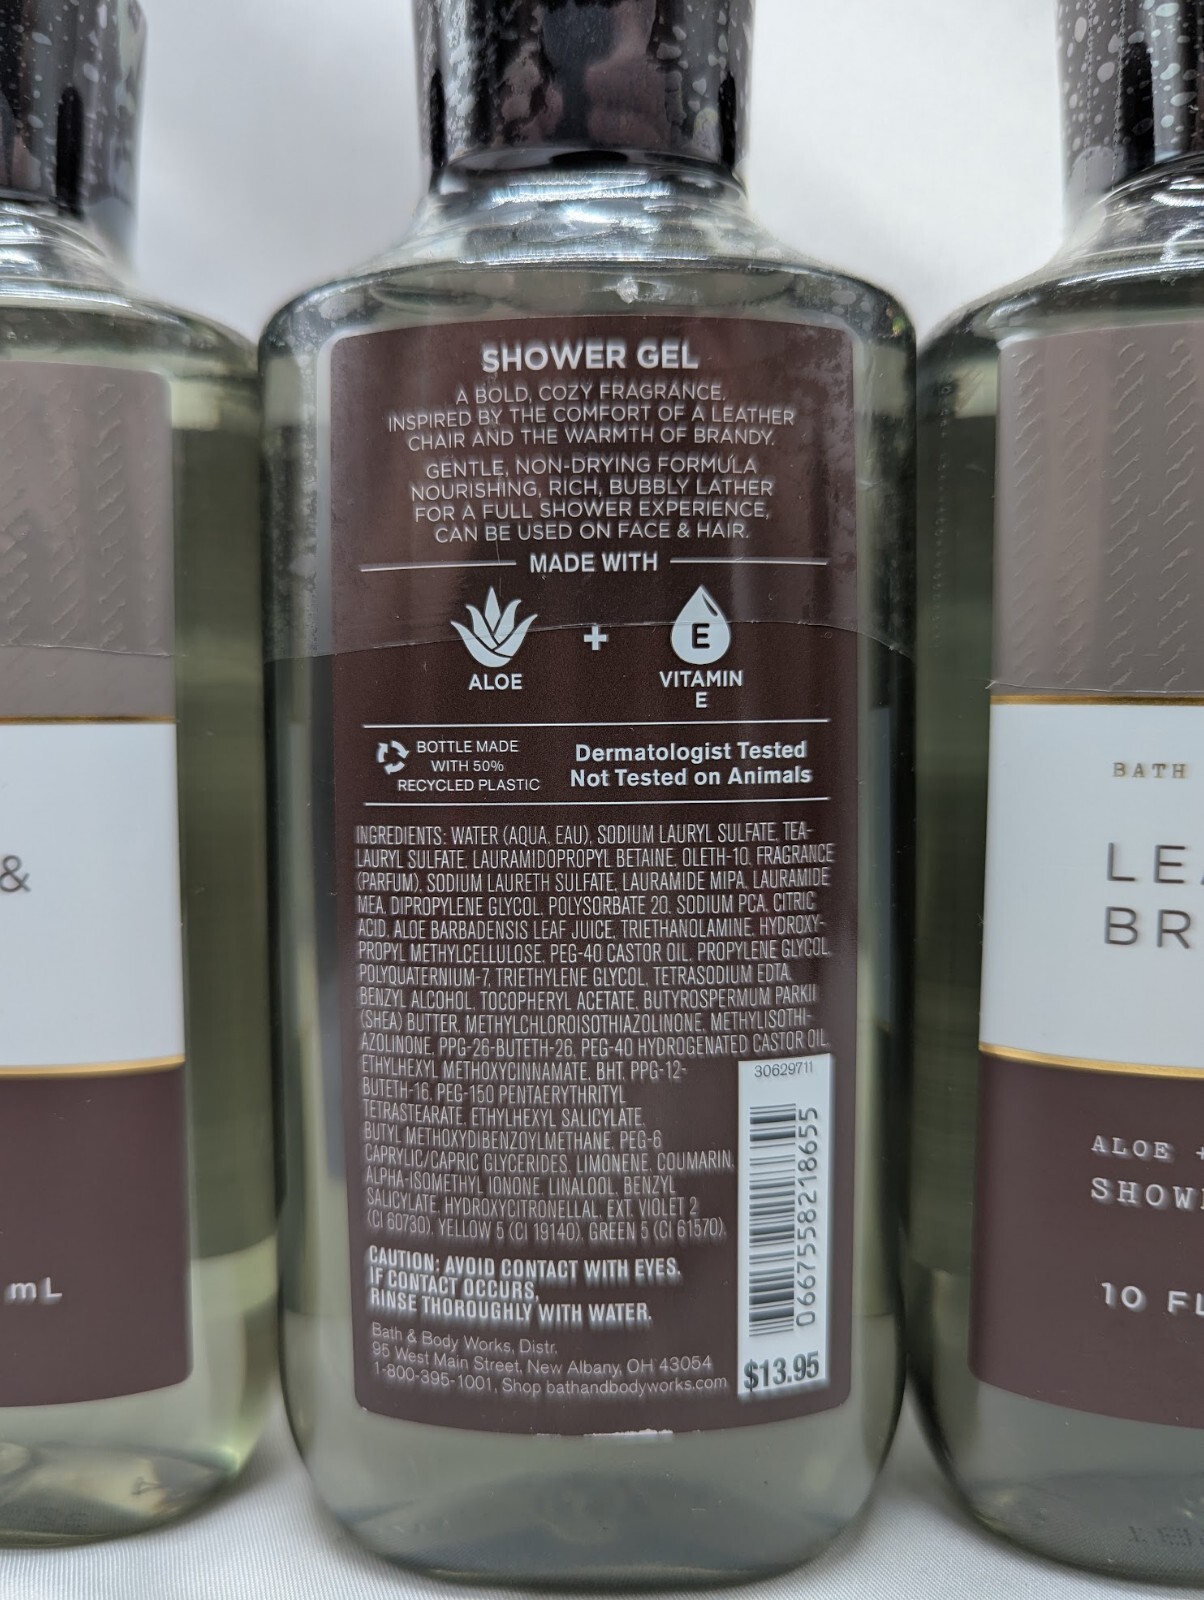 SHOWER GEL
A BOLD, COZY FRAGRANCE,
INSPIRED BY THE COMFORT OF A LEATHER
CHAIR AND THE WARMTH OF BRANDY.
GENTLE, NON-DRYING FORMULA
NOURISHING, RICH, BUBBLY LATHER
FOR A FULL SHOWER EXPERIENCE,
CAN BE USED ON FACE & HAIR.
MADE WITH
ALOE
+
E
VITAMIN
E
BOTTLE MADE
WITH 50%
RECYCLED PLASTIC
Dermatologist Tested
Not Tested on Animals
INGREDIENTS: WATER (AQUA, EAU), SODIUM LAURYL SULFATE, TEA-
LAURYL SULFATE, LAURAMIDOPROPYL BETAINE, OLETH-10, FRAGRANCE
(PARFUM), SODIUM LAURETH SULFATE, LAURAMIDE MIPA, LAURAMIDE
MEA, DIPROPYLENE GLYCOL, POLYSORBATE 20, SODIUM PCA, CITRIC
ACID, ALOE BARBADENSIS LEAF JUICE, TRIETHANOLAMINE, HYDROXY-
PROPYL METHYLCELLULOSE, PEG-40 CASTOR OIL, PROPYLENE GLYCOL,
POLYQUATERNIUM-7, TRIETHYLENE GLYCOL, TETRASODIUM EDTA,
BENZYL ALCOHOL, TOCOPHERYL ACETATE, BUTYROSPERMUM PARKII
(SHEA) BUTTER, METHYLCHLOROISOTHIAZOLINONE, METHYLISOTHI-
AZOLINONE, PPG-26-BUTETH-26, PEG-40 HYDROGENATED CASTOR OIL,
ETHYLHEXYL METHOXYCINNAMATE, BHT, PPG-12-
BUTETH-16, PEG-150 PENTAERYTHRITYL
TETRASTEARATE, ETHYLHEXYL SALICYLATE,
BUTYL METHOXYDIBENZOYLMETHANE, PEG-6
CAPRYLIC/CAPRIC GLYCERIDES, LIMONENE, COUMARIN,
ALPHA-ISOMETHYL IONONE, LINALOOL, BENZYL
SALICYLATE, HYDROXYCITRONELLAL, EXT. VIOLET 2
(CI 60730), YELLOW 5 (CI 19140), GREEN 5 (CI 61570).
CAUTION: AVOID CONTACT WITH EYES.
IF CONTACT OCCURS,
RINSE THOROUGHLY WITH WATER.
Bath & Body Works, Distr.
95 West Main Street, New Albany, OH 43054
1-800-395-1001, Shop bathandbodyworks.com
30629711
0667558218655
$13.95
&
mL
BATH
LEA
BR
ALOE +
SHOW
10 FL